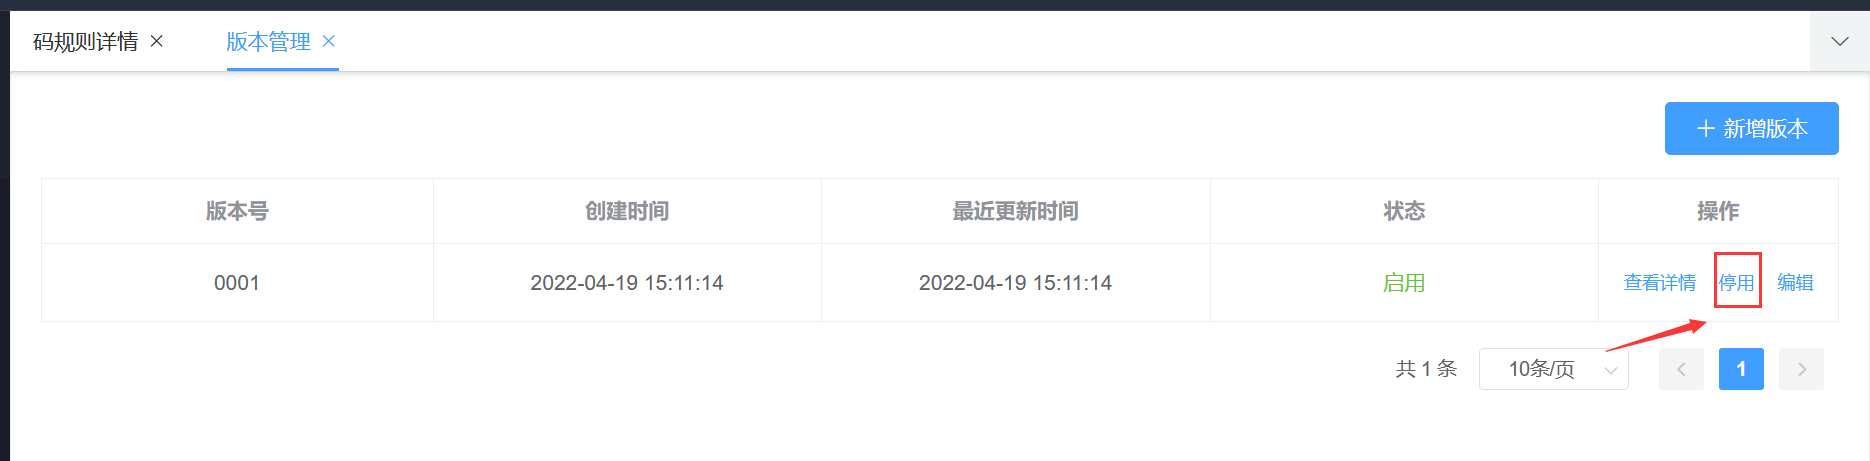 码规则详情 版本管理
新增版本
版本号 创建时间 最近更新时间 状态 操作
0001 2022-04-19 15:11:14 2022-04-19 15:11:14 启用 查看详情 停用 编辑
共 1 条 10条/页 1